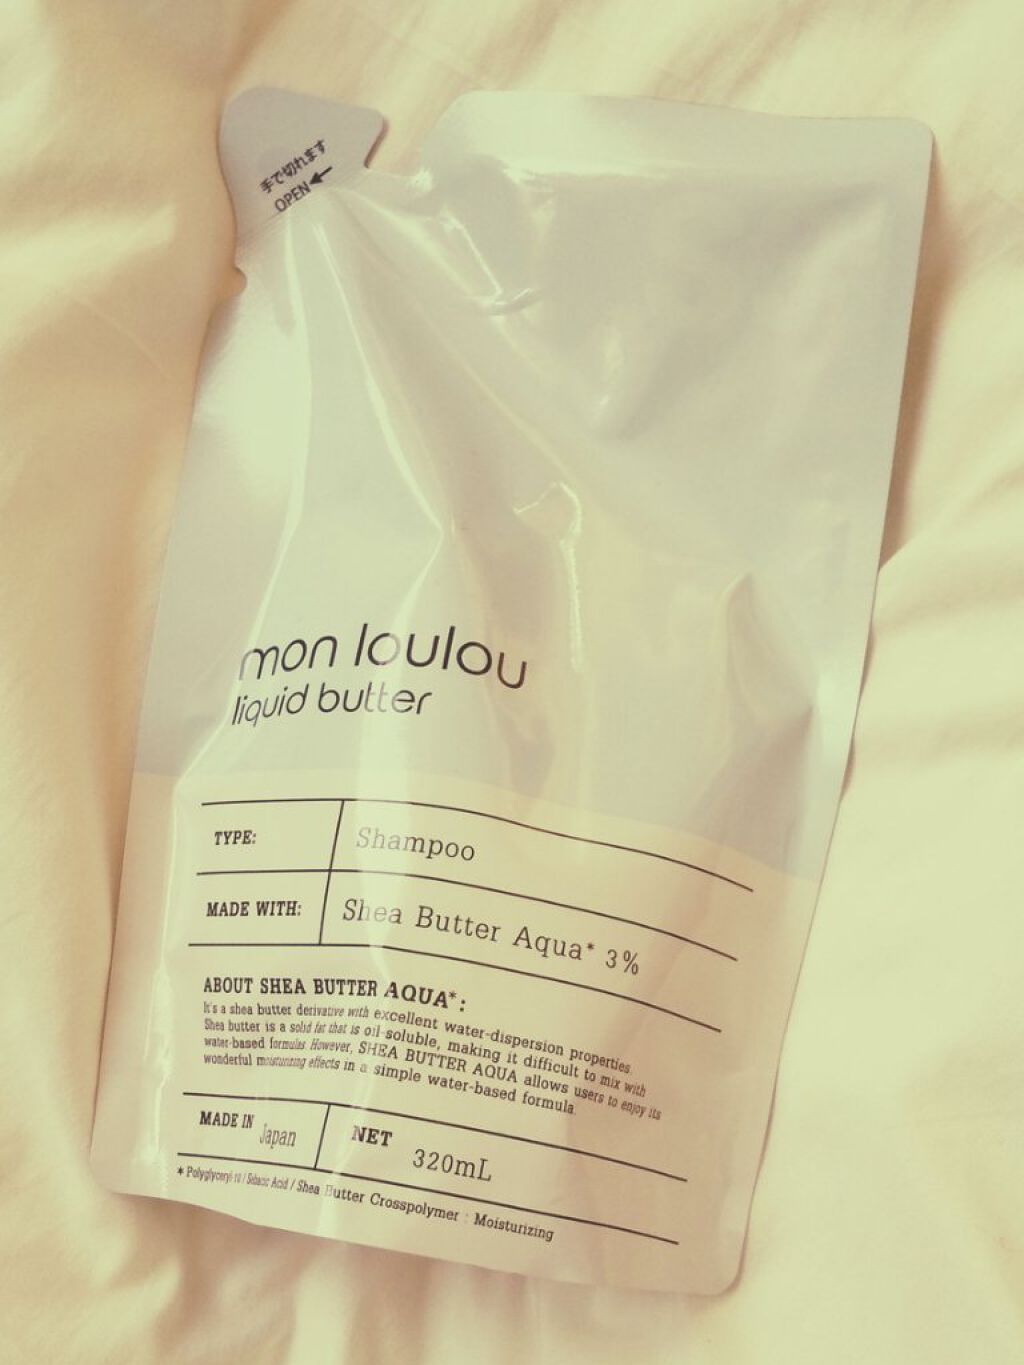 手で切れます
OPEN←
mon loulou
liquid butter
TYPE: Shampoo
MADE WITH: Shea Butter Aqua* 3%
ABOUT SHEA BUTTER AQUA*:
It's a shea butter derivative with excellent water-dispersion properties.
Shea butter is a solid fat that is oil-soluble, making it difficult to mix with
water-based formulas. However, SHEA BUTTER AQUA allows users to enjoy its
wonderful moisturizing effects in a simple water-based formula.
MADE IN Japan NET 320mL
* Polyglyceryl-10 / Sebacic Acid / Shea Butter Crosspolymer : Moisturizing